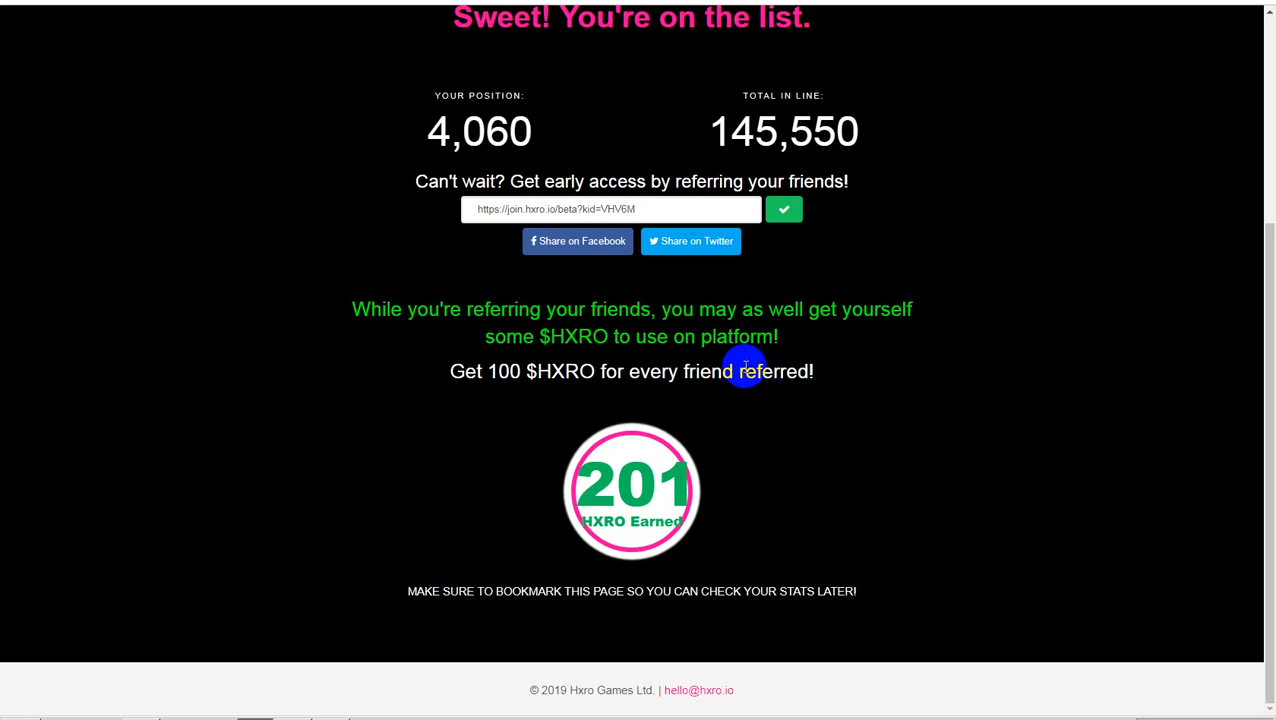 Sweet! You're on the list.
YOUR POSITION:
TOTAL IN LINE:
4,060
145,550
Can't wait? Get early access by referring your friends!
https://join.hxro.io/beta?kid=VHV6M
Share on Facebook
Share on Twitter
While you're referring your friends, you may as well get yourself
some $HXRO to use on platform!
Get 100 $HXRO for every friend referred!
201
HXRO Earned
MAKE SURE TO BOOKMARK THIS PAGE SO YOU CAN CHECK YOUR STATS LATER!
© 2019 Hxro Games Ltd. | hello@hxro.io